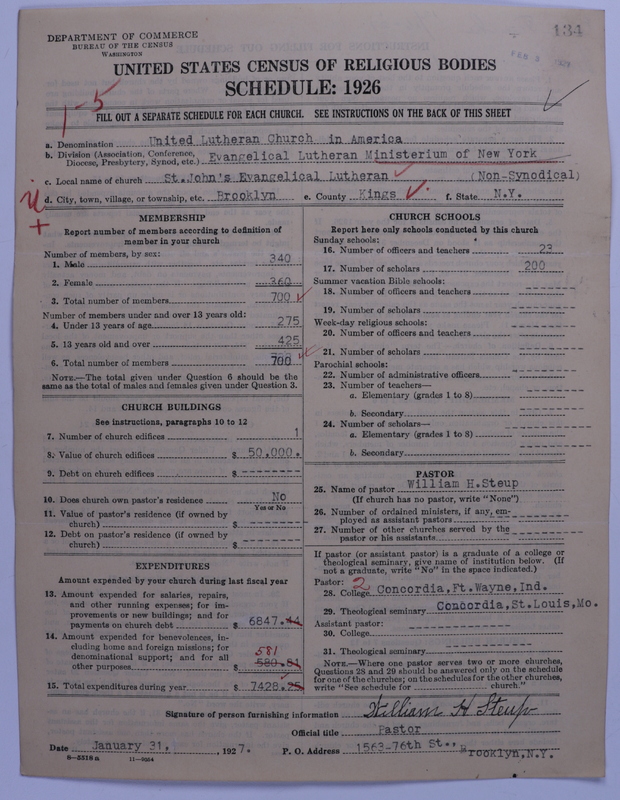 DEPARTMENT OF COMMERCE
BUREAU OF THE CENSUS
WASHINGTON
134
FEB 3
UNITED STATES CENSUS OF RELIGIOUS BODIES
SCHEDULE: 1926
1-5
FILL OUT A SEPARATE SCHEDULE FOR EACH CHURCH. SEE INSTRUCTIONS ON THE BACK OF THIS SHEET
a. Denomination United Lutheran Church in America
b. Division (Association, Conference, Diocese, Presbytery, Synod, etc.) Evangelical Lutheran Ministerium of New York
c. Local name of church St.John's Evangelical Lutheran (Non-Synodical)
d. City, town, village, or township, etc. Brooklyn e. County Kings f. State N.Y.
MEMBERSHIP
Report number of members according to definition of
member in your church
Number of members, by sex:
1. Male 340
2. Female 360
3. Total number of members 700
Number of members under and over 13 years old:
4. Under 13 years of age 275
5. 13 years old and over 425
6. Total number of members 700
NOTE.—The total given under Question 6 should be the
same as the total of males and females given under Question 3.
CHURCH BUILDINGS
See instructions, paragraphs 10 to 12
7. Number of church edifices 1
8. Value of church edifices $ 50,000.
9. Debt on church edifices $ --------
10. Does church own pastor's residence No
Yes or No
11. Value of pastor's residence (if owned by
church) $ --------
12. Debt on pastor's residence (if owned by
church) $ --------
EXPENDITURES
Amount expended by your church during last fiscal year
13. Amount expended for salaries, repairs,
and other running expenses; for im-
provements or new buildings; and for
payments on church debt $ 6847.44
14. Amount expended for benevolences, in-
cluding home and foreign missions; for
denominational support; and for all
other purposes $ 580.81
581
15. Total expenditures during year $ 7428.25
CHURCH SCHOOLS
Report here only schools conducted by this church
Sunday schools:
16. Number of officers and teachers 23
17. Number of scholars 200
Summer vacation Bible schools:
18. Number of officers and teachers --------
19. Number of scholars --------
Week-day religious schools:
20. Number of officers and teachers --------
21. Number of scholars --------
Parochial schools:
22. Number of administrative officers --------
23. Number of teachers—
a. Elementary (grades 1 to 8) --------
b. Secondary --------
24. Number of scholars—
a. Elementary (grades 1 to 8) --------
b. Secondary --------
PASTOR
25. Name of pastor William H.Steup
(If church has no pastor, write "None")
26. Number of ordained ministers, if any, em-
ployed as assistant pastors --------
27. Number of other churches served by the
pastor or his assistants --------
If pastor (or assistant pastor) is a graduate of a college or
theological seminary, give name of institution below. (If
not a graduate, write "No" in the space indicated.)
Pastor: 2
28. College Concordia,Ft.Wayne,Ind.
29. Theological seminary Concordia,St.Louis,Mo.
Assistant pastor:
30. College --------
31. Theological seminary --------
NOTE.—Where one pastor serves two or more churches,
Questions 28 and 29 should be answered only on the schedule
for one of the churches; on the schedules for the other churches,
write "See schedule for church."
Signature of person furnishing information William H Steup
Official title Pastor
Date January 31, , 1927. P. O. Address 1563-76th St., Brooklyn,N.Y.
8-5518a 11-9034